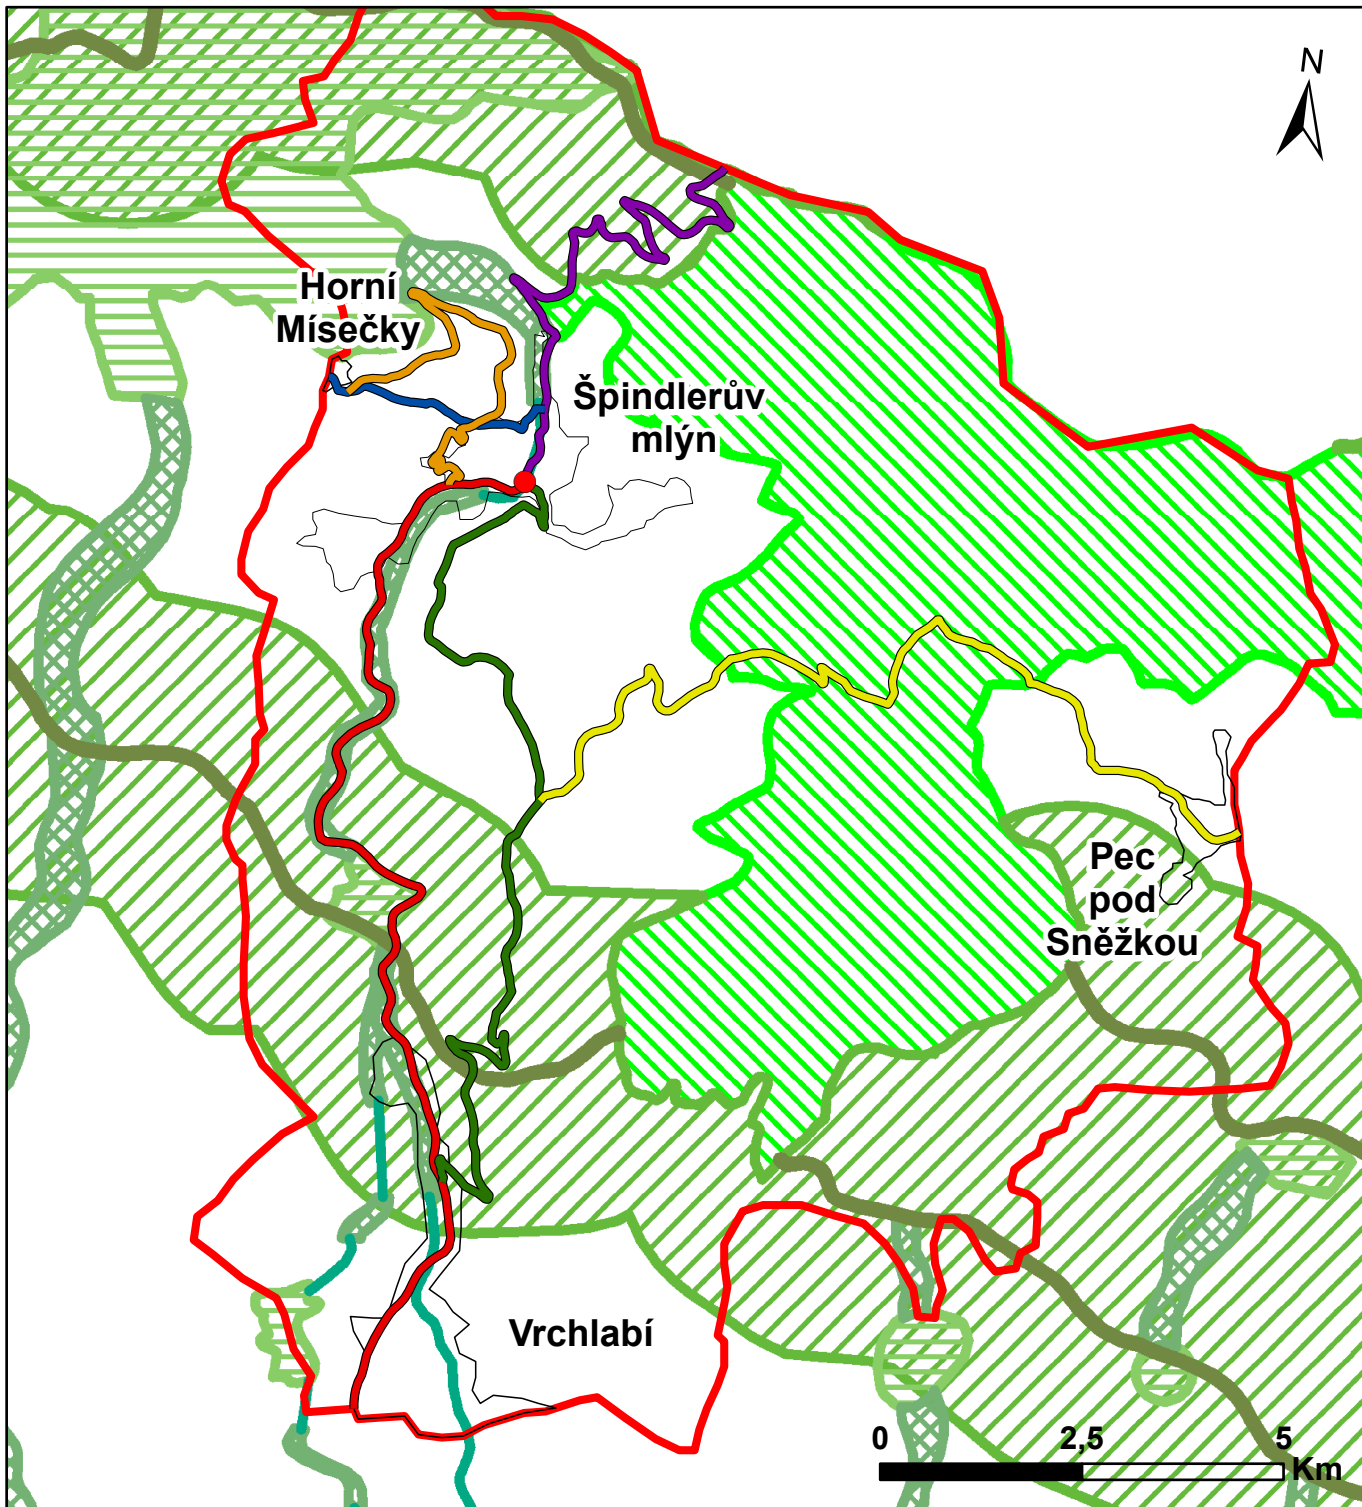 N
Horní
Mísečky
Špindlerův
mlýn
Pec
pod
Sněžkou
Vrchlabí
0 2,5 5
Km